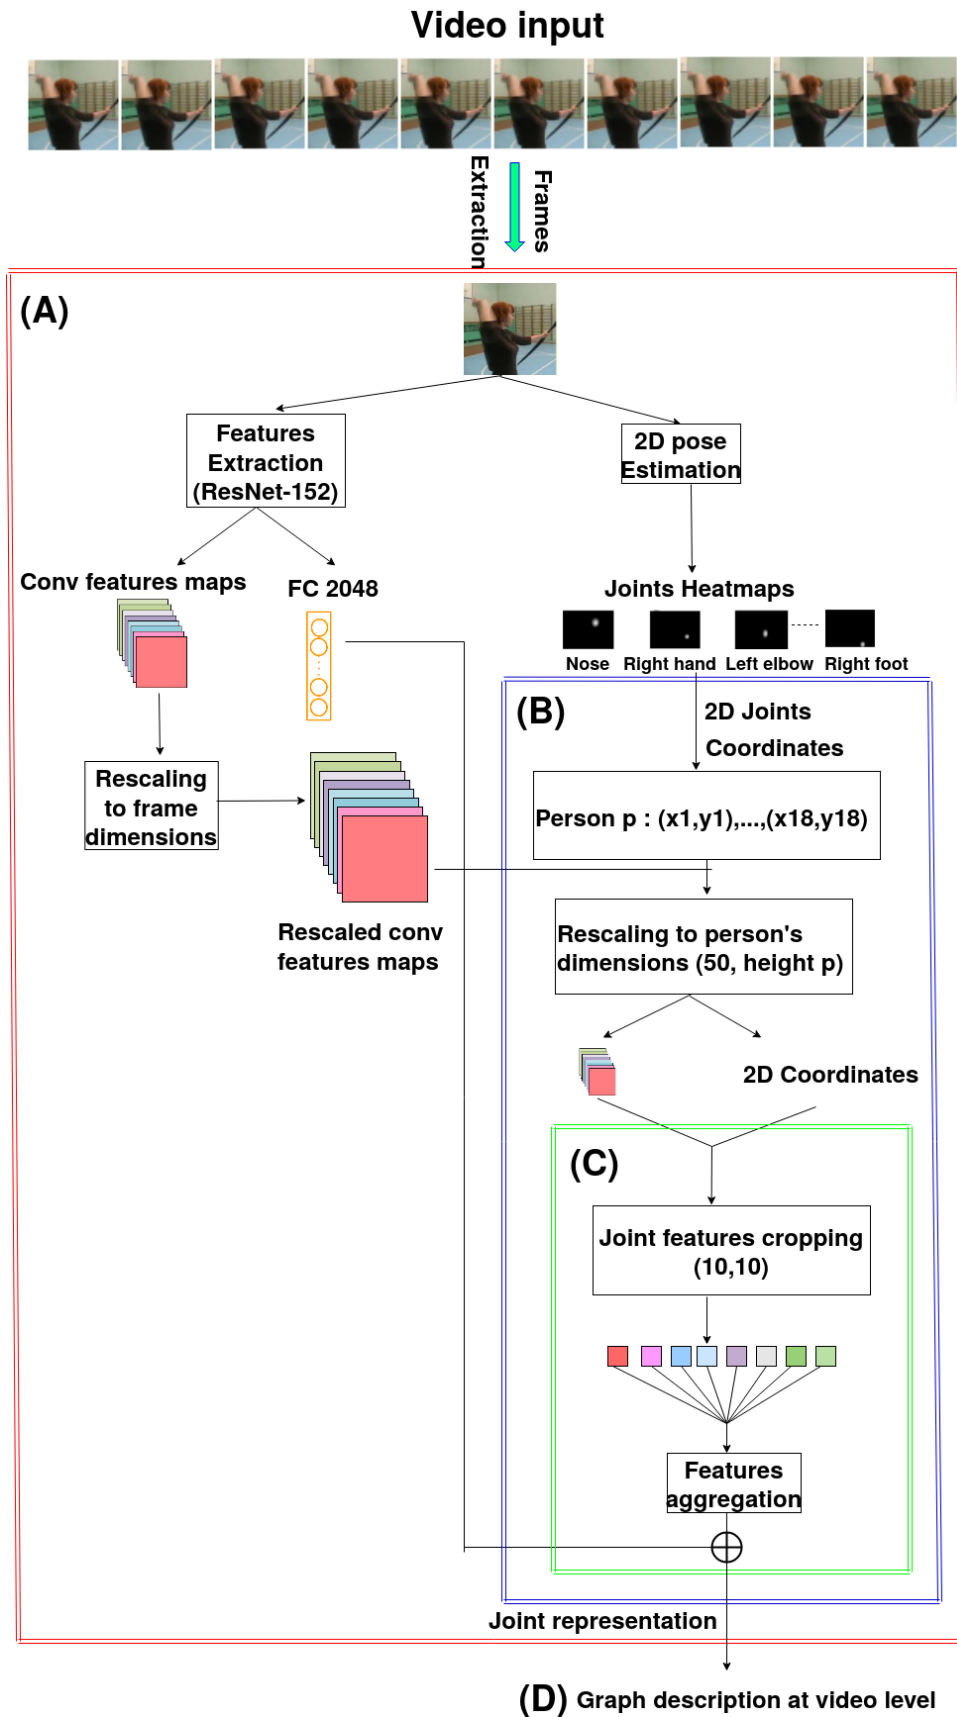 Video input
Extraction
Frames
(A)
Features
Extraction
(ResNet-152)
2D pose
Estimation
Conv features maps
FC 2048
Joints Heatmaps
Nose
Right hand
Left elbow
Right foot
(B)
2D Joints
Coordinates
Rescaling
to frame
dimensions
Person p : (x1,y1),...,(x18,y18)
Rescaled conv
features maps
Rescaling to person's
dimensions (50, height p)
2D Coordinates
(C)
Joint features cropping
(10,10)
Features
aggregation
Joint representation
(D) Graph description at video level